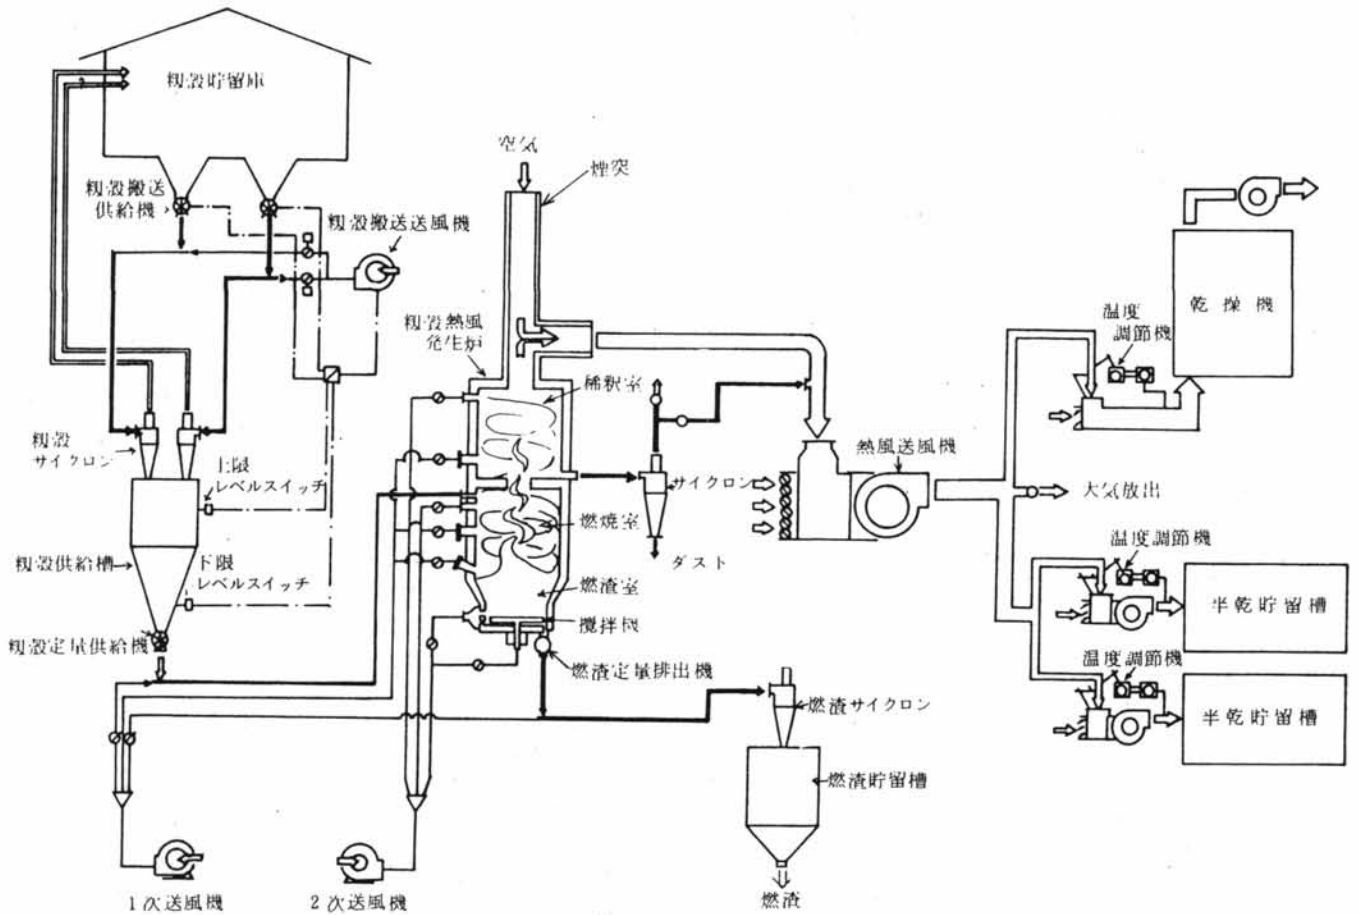 籾殻貯留庫
空気
煙突
籾殻搬送
供給機
籾殻搬送送風機
籾殻熱風
発生炉
稀釈室
温度
調節機
乾燥機
籾殻
サイクロン
上限
レベルスイッチ
サイクロン
熱風送風機
大気放出
燃焼室
籾殻供給槽
下限
レベルスイッチ
ダスト
温度調節機
燃渣室
半乾貯留槽
攪拌機
籾殻定量供給機
燃渣定量排出機
温度調節機
燃渣サイクロン
半乾貯留槽
燃渣貯留槽
1次送風機
2次送風機
燃渣